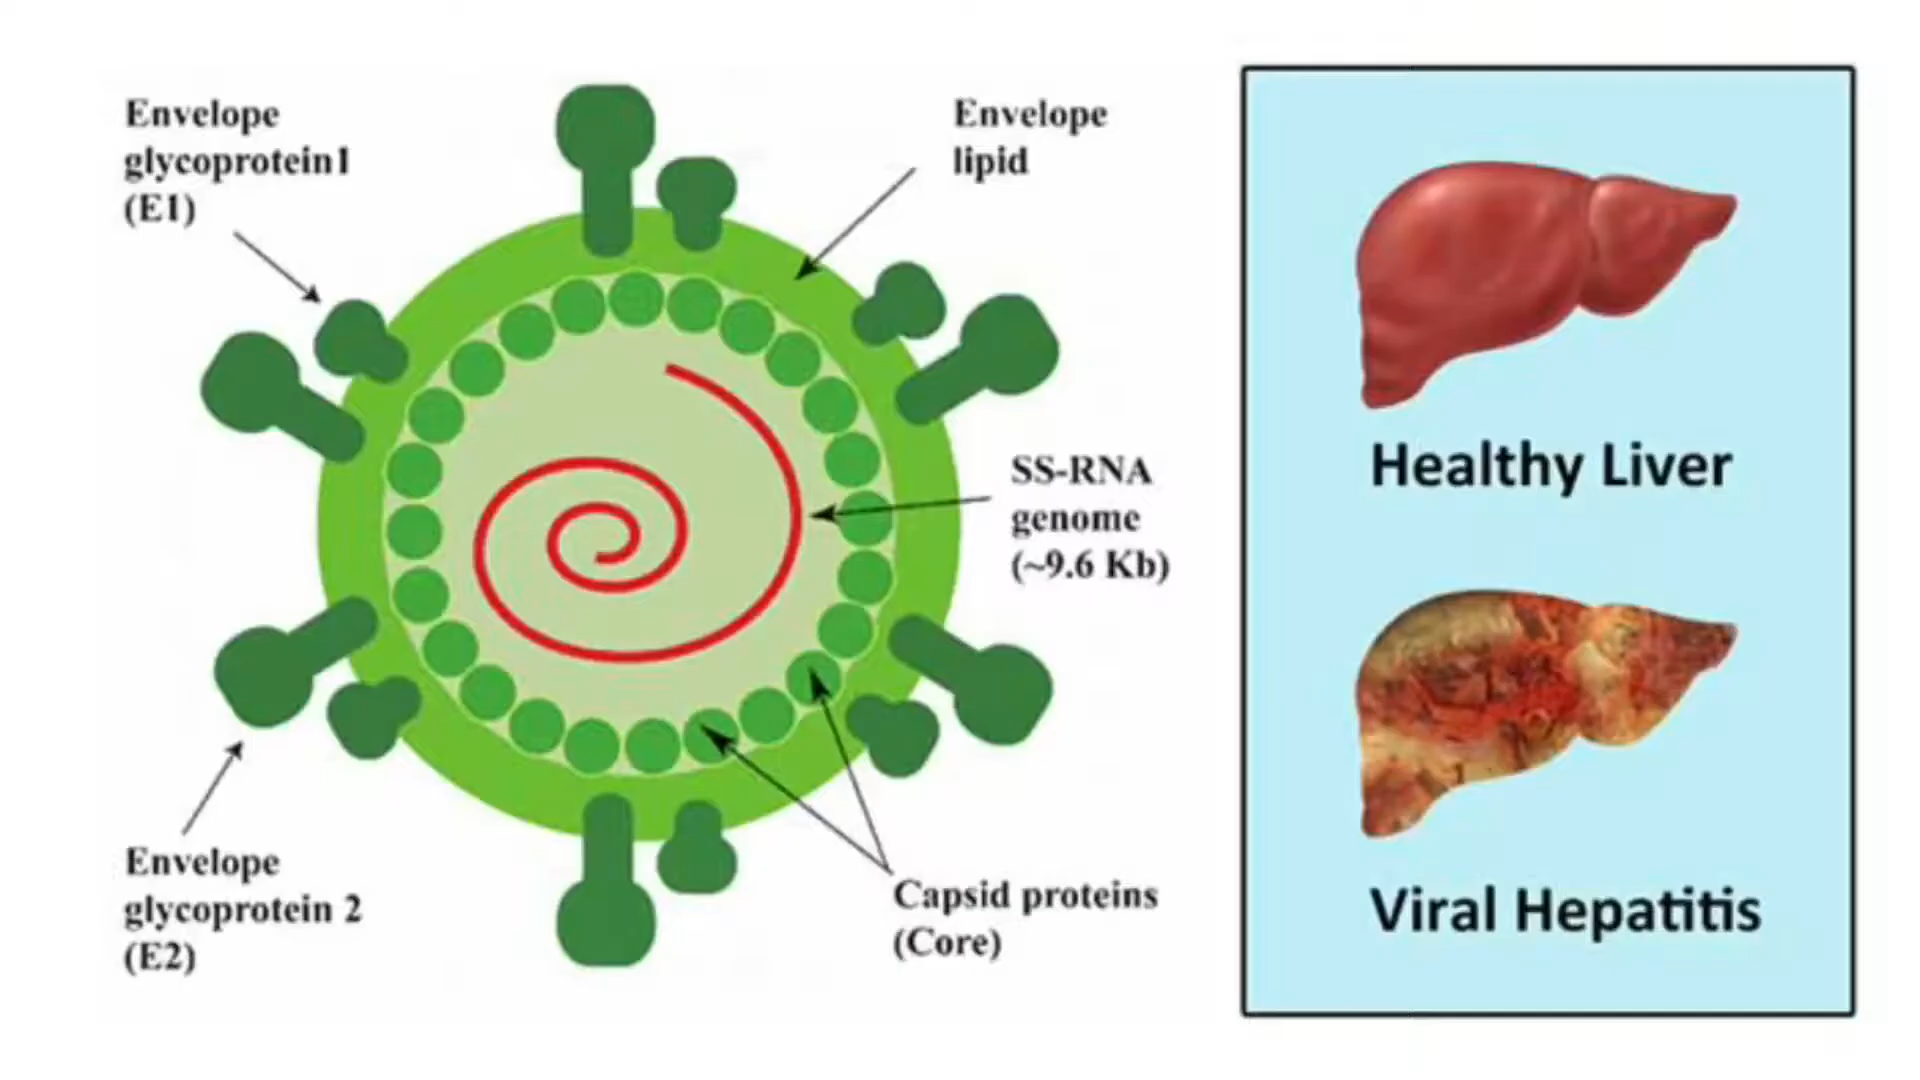 Envelope
glycoprotein1
(E1)
Envelope
lipid
SS-RNA
genome
(~9.6 Kb)
Envelope
glycoprotein 2
(E2)
Capsid proteins
(Core)
Healthy Liver
Viral Hepatitis